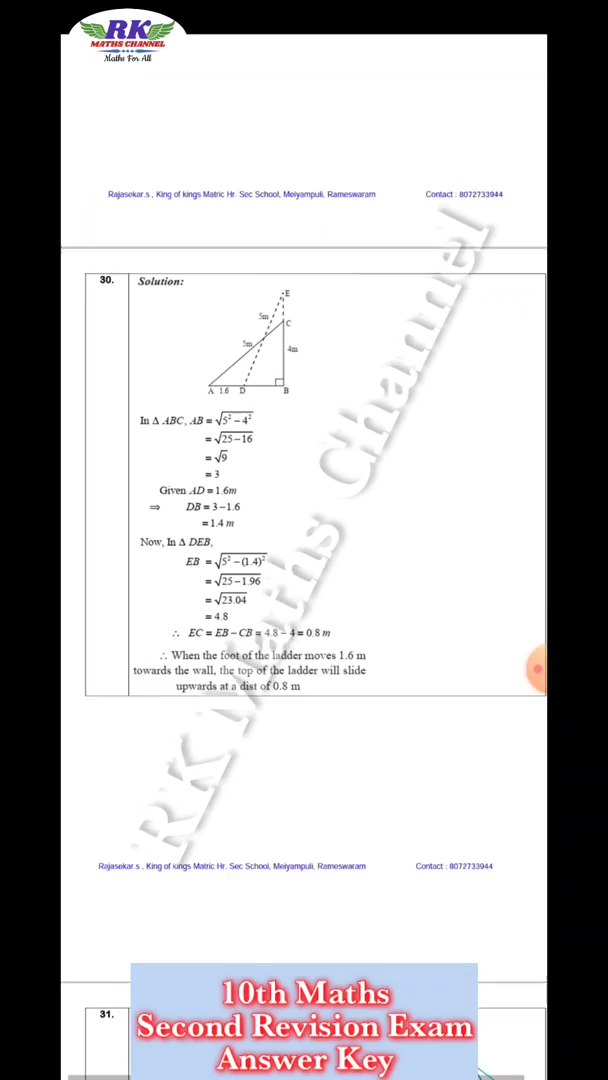 RK
MATHS CHANNEL
Maths For All
Rajasekar.s , King of kings Matric Hr. Sec School, Meiyampuli, Rameswaram Contact : 8072733944
30. Solution:
E
5m
C
5m
4m
A 1.6 D B
In Δ ABC, AB = √5² – 4²
= √25 – 16
= √9
= 3
Given AD = 1.6m
⇒ DB = 3 – 1.6
= 1.4 m
Now, In Δ DEB,
EB = √5² – (1.4)²
= √25 – 1.96
= √23.04
= 4.8
∴ EC = EB – CB = 4.8 – 4 = 0.8 m
∴ When the foot of the ladder moves 1.6 m
towards the wall, the top of the ladder will slide
upwards at a dist of 0.8 m
RK Maths Channel
Rajasekar.s , King of kings Matric Hr. Sec School, Meiyampuli, Rameswaram Contact : 8072733944
31.
10th Maths
Second Revision Exam
Answer Key